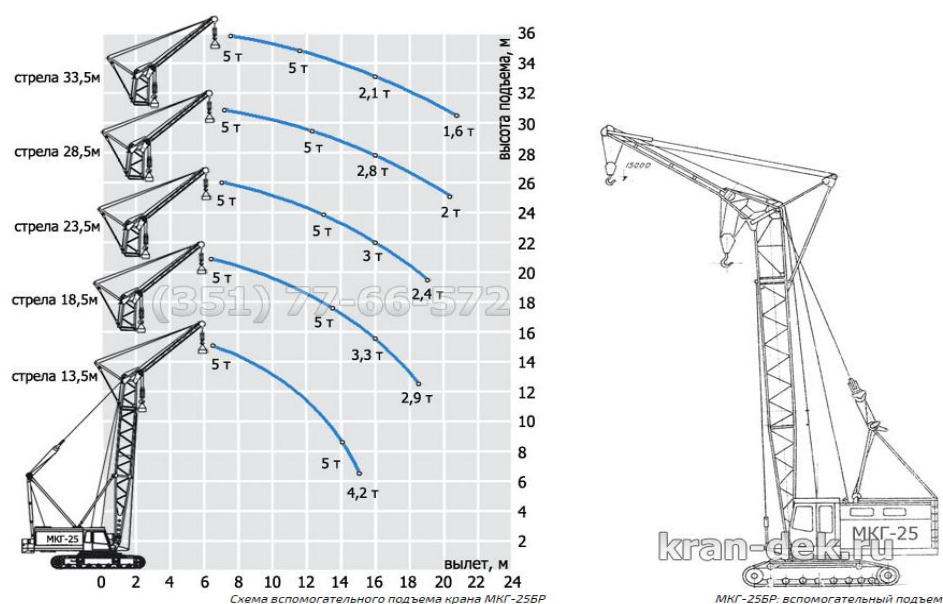 стрела 33,5м
5 т
5 т
2,1 т
1,6 т
стрела 28,5м
5 т
5 т
2,8 т
2 т
стрела 23,5м
5 т
5 т
3 т
2,4 т
стрела 18,5м
5 т
5 т
3,3 т
2,9 т
стрела 13,5м
5 т
5 т
4,2 т
(351) 77-66-572
МКГ-25
36
34
32
30
28
26
24
22
20
18
16
14
12
10
8
6
4
2
высота подъема, м
вылет, м
0 2 4 6 8 10 12 14 16 18 20 22 24
Схема вспомогательного подъема крана МКГ-25БР
15000
т
МКГ-25
kran-dek.ru
МКГ-25БР: вспомогательный подъем